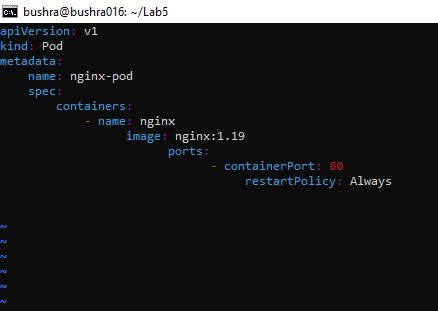 bushra@bushra016: ~/Lab5
apiVersion: v1
kind: Pod
metadata:
    name: nginx-pod
    spec:
        containers:
            - name: nginx
                  image: nginx:1.19
                        ports:
                              - containerPort: 80
                                   restartPolicy: Always
~
~
~
~
~
~